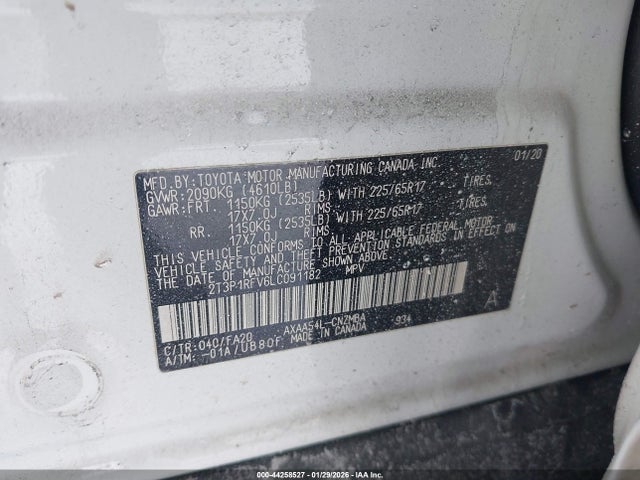 MFD. BY: TOYOTA MOTOR MANUFACTURING CANADA, INC. 01/20
GVWR: 2090KG (4610LB)
GAWR: FRT. 1150KG (2535LB) WITH 225/65R17
17X7.0J RIMS,
RR. 1150KG (2535LB) WITH 225/65R17
17X7.0J RIMS,
THIS VEHICLE CONFORMS TO ALL APPLICABLE FEDERAL MOTOR
VEHICLE SAFETY AND THEFT PREVENTION STANDARDS IN EFFECT ON
THE DATE OF MANUFACTURE SHOWN ABOVE.
2T3P1RFV6LC091182 MPV
A
C/TR: 040/FA20 AXAA54L-CNZMBA 934
A/TM: -01A/UB80F MADE IN CANADA
000-44258527 - 01/29/2026 - IAA Inc.